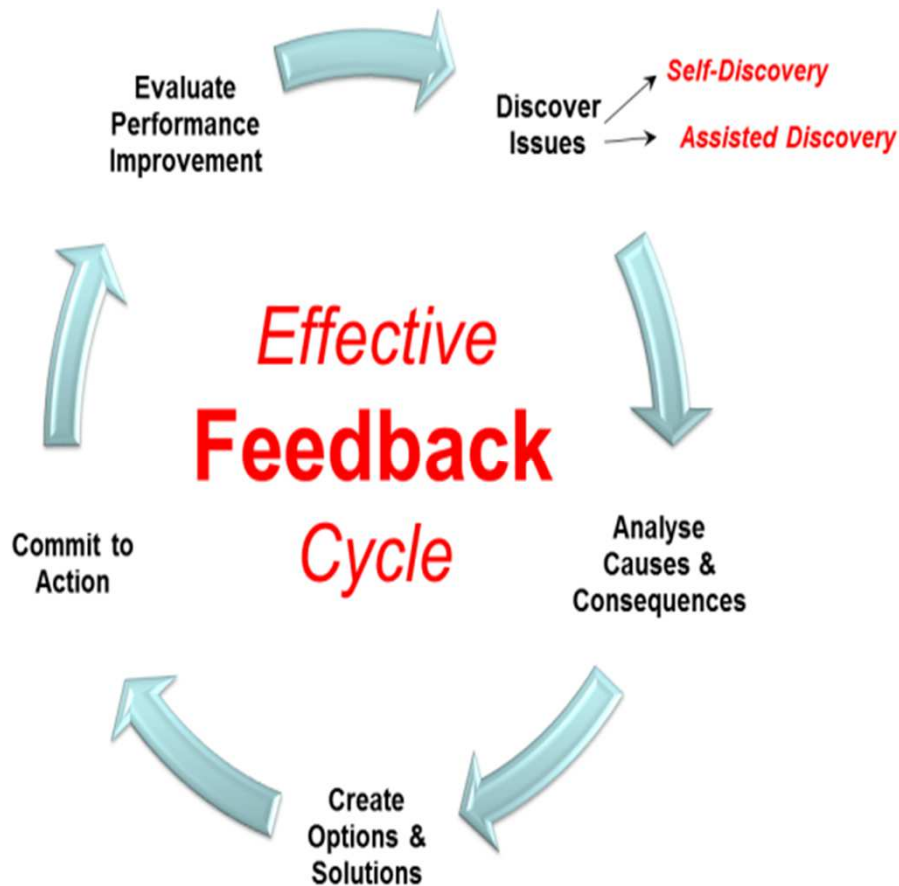 Evaluate
Performance
Improvement
Discover
Issues
Self-Discovery
Assisted Discovery
Effective
Feedback
Cycle
Analyse
Causes &
Consequences
Commit to
Action
Create
Options &
Solutions